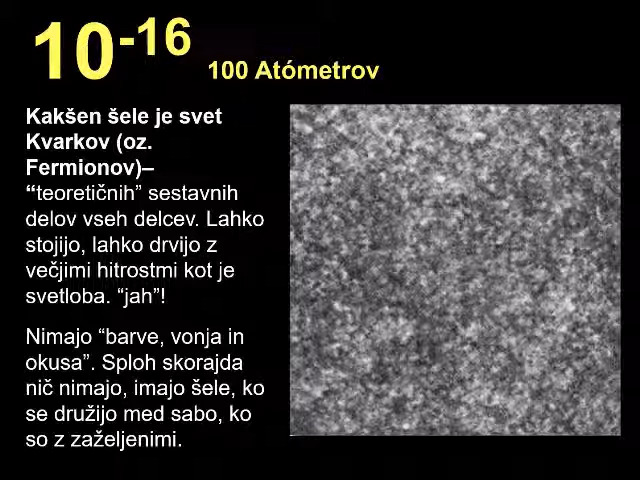 10-16
100 Atómetrov
Kakšen šele je svet
Kvarkov (oz.
Fermionov)–
“teoretičnih” sestavnih
delov vseh delcev. Lahko
stojijo, lahko drvijo z
večjimi hitrostmi kot je
svetloba. “jah”!
Nimajo “barve, vonja in
okusa”. Sploh skorajda
nič nimajo, imajo šele, ko
se družijo med sabo, ko
so z zaželjenimi.